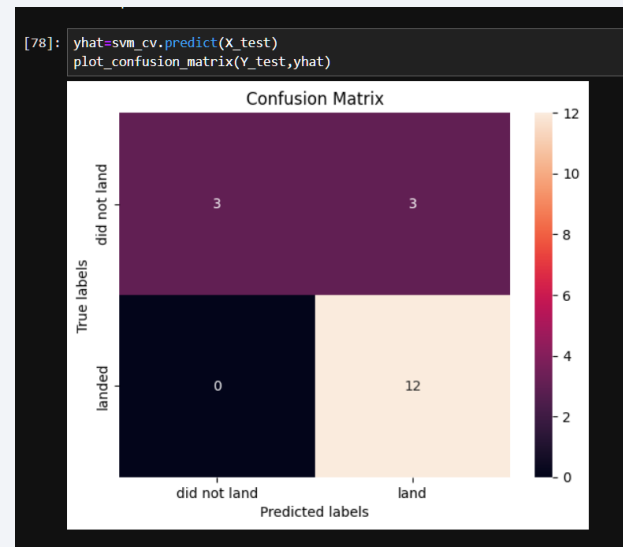 [78]: yhat=svm_cv.predict(X_test)
plot_confusion_matrix(Y_test,yhat)
Confusion Matrix
12
10
8
6
4
2
0
True labels
did not land
landed
3 3
0 12
did not land land
Predicted labels